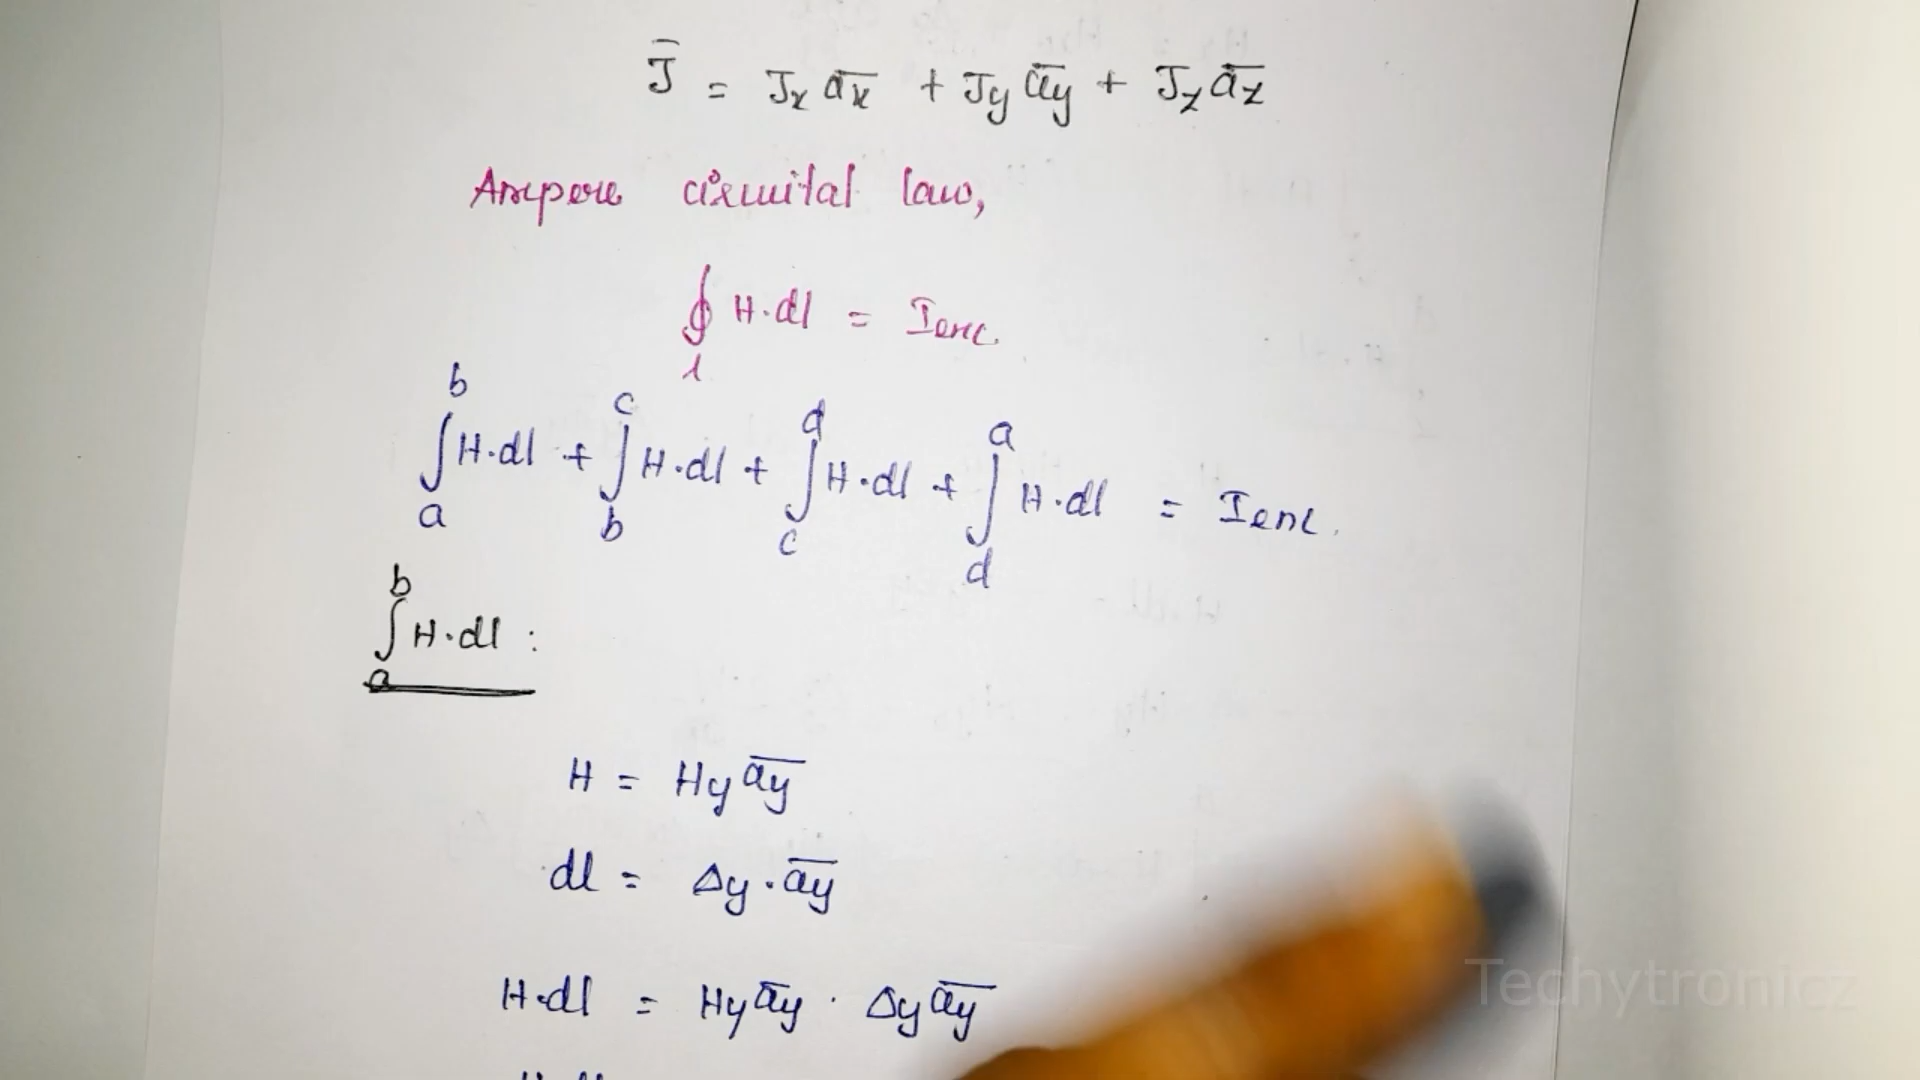 J̄ = Jx āx + Jy āy + Jz āz
Ampere circuital law,
∮ H.dl = Ienc.
l
b c d a
∫ H.dl + ∫ H.dl + ∫ H.dl + ∫ H.dl = Ienc.
a b c d
b
∫ H.dl :
a
H = Hy āy
dl = Δy . āy
H.dl = Hy āy . Δy āy
Techytronicz